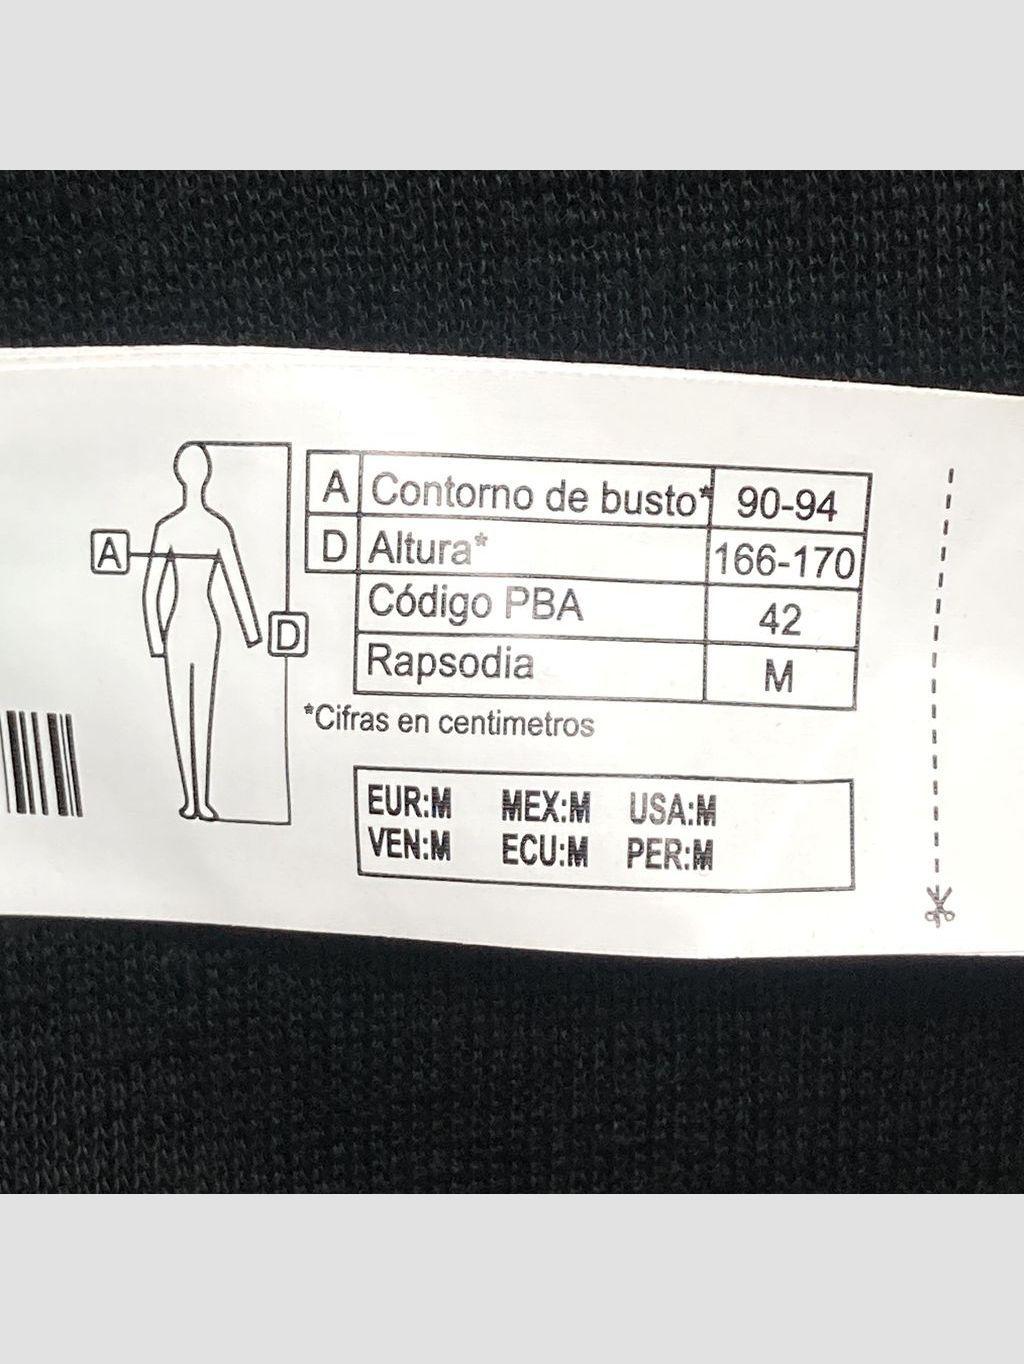 A Contorno de busto* 90-94
D Altura* 166-170
Código PBA 42
Rapsodia M
*Cifras en centimetros
A
D
EUR:M MEX:M USA:M
VEN:M ECU:M PER:M